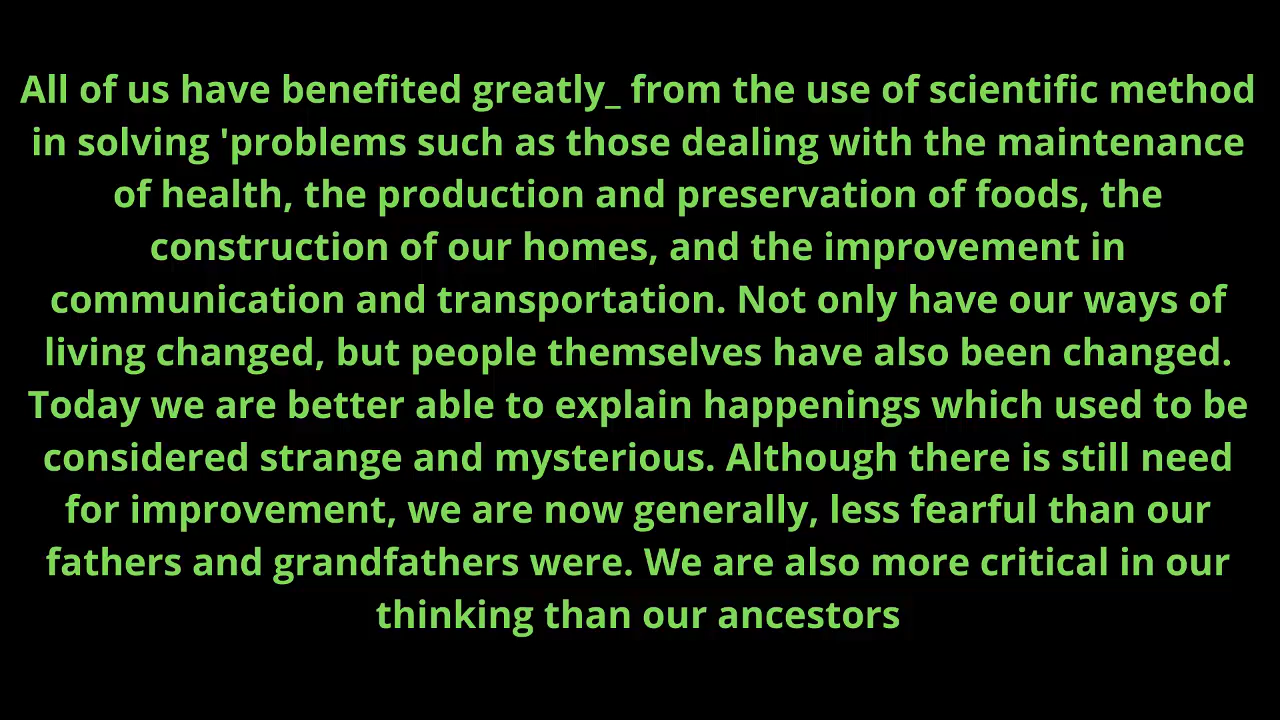 All of us have benefited greatly_ from the use of scientific method
in solving 'problems such as those dealing with the maintenance
of health, the production and preservation of foods, the
construction of our homes, and the improvement in
communication and transportation. Not only have our ways of
living changed, but people themselves have also been changed.
Today we are better able to explain happenings which used to be
considered strange and mysterious. Although there is still need
for improvement, we are now generally, less fearful than our
fathers and grandfathers were. We are also more critical in our
thinking than our ancestors